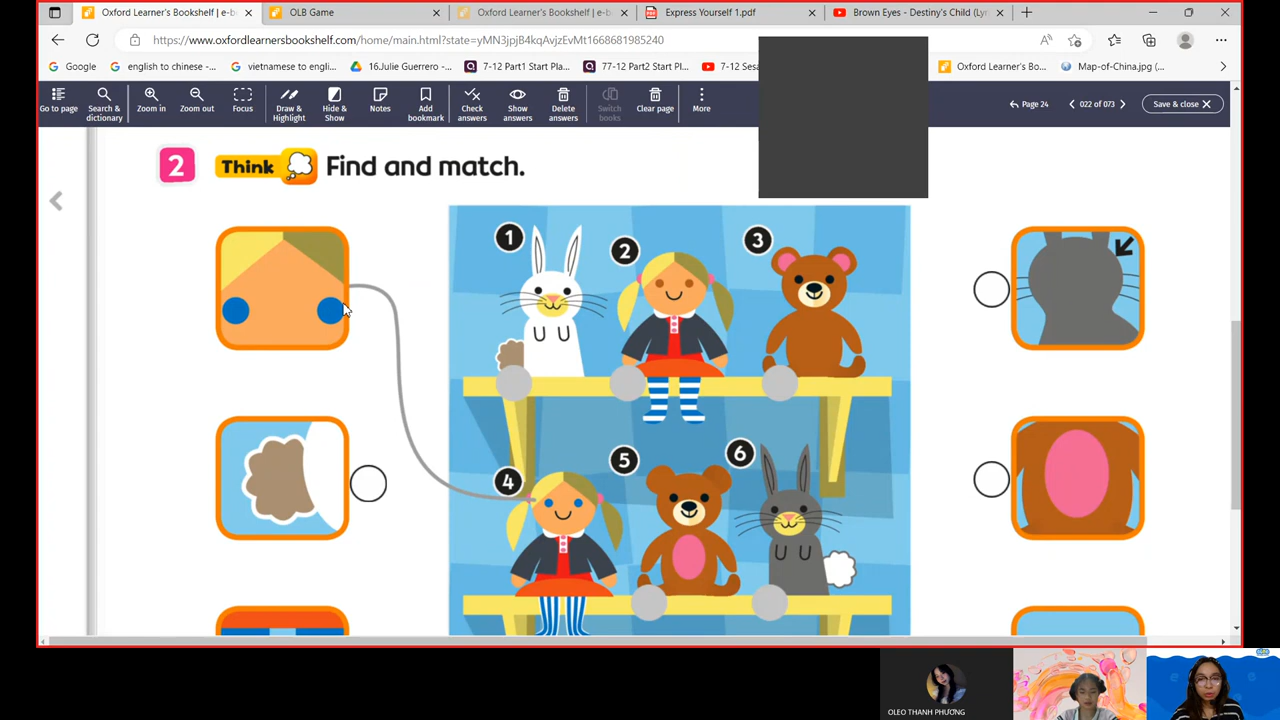 Oxford Learner's Bookshelf | e-b
OLB Game
Oxford Learner's Bookshelf | e-b
Express Yourself 1.pdf
Brown Eyes - Destiny's Child (Lyr
https://www.oxfordlearnersbookshelf.com/home/main.html?state=yMN3jpjB4kqAvjzEvMt1668681985240
Google
english to chinese -...
vietnamese to engli...
16.Julie Guerrero -...
7-12 Part1 Start Pla...
77-12 Part2 Start Pl...
7-12 Sesa
Oxford Learner's Bo...
Map-of-China.jpg (...
Go to page
Search & dictionary
Zoom in
Zoom out
Focus
Draw & Highlight
Hide & Show
Notes
Add bookmark
Check answers
Show answers
Delete answers
Switch books
Clear page
More
Page 24
022 of 073
Save & close
2 Think Find and match.
1
2
3
4
5
6
OLEO THANH PHƯƠNG